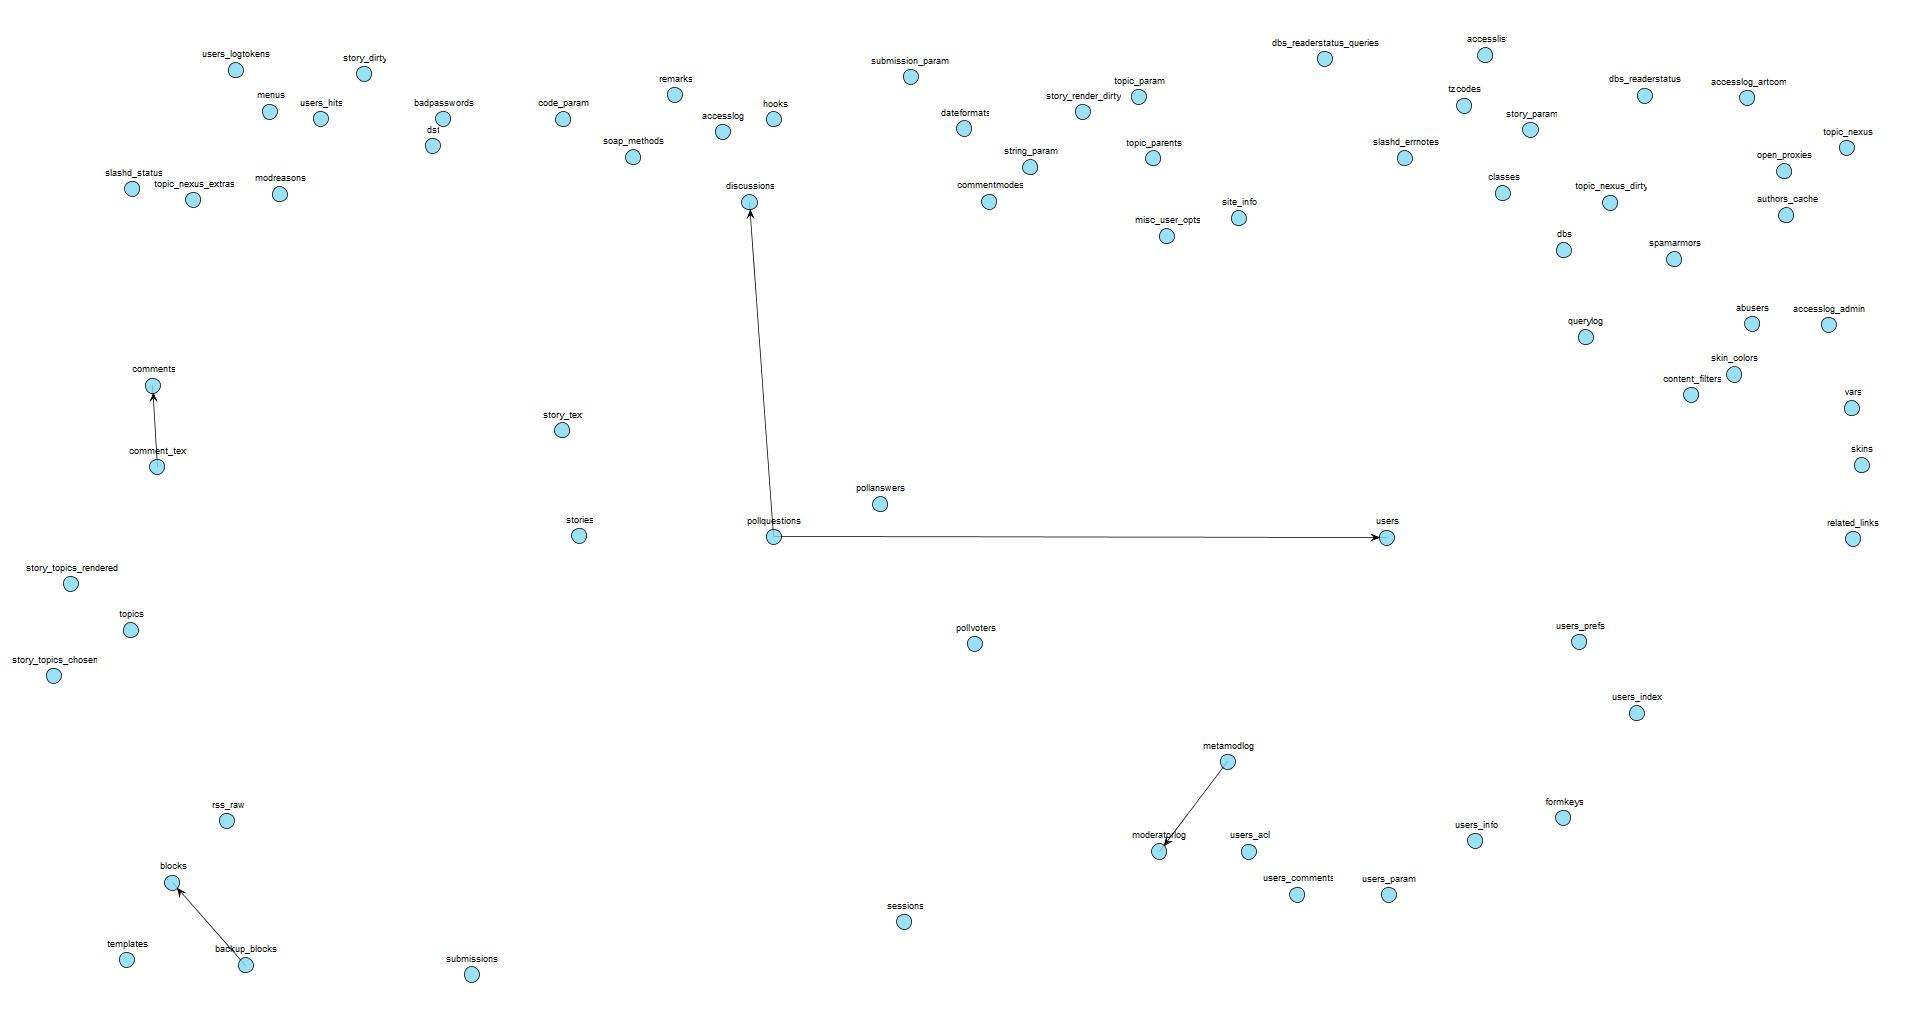 users_logtokens
story_dirty
menus
users_hits
badpasswords
dst
code_param
remarks
accesslog
hooks
soap_methods
slashd_status
topic_nexus_extras
modreasons
discussions
submission_param
dateformats
topic_param
story_render_dirty
string_param
topic_parents
commentmodes
misc_user_opts
site_info
dbs_readerstatus_queries
accesslis
tzcodes
story_param
slashd_errnotes
classes
dbs_readerstatus
accesslog_artcom
topic_nexus
open_proxies
topic_nexus_dirty
authors_cache
dbs
spamarmors
querylog
abusers
accesslog_admin
skin_colors
content_filters
vars
skins
related_links
comments
comment_tex
story_tex
stories
pollanswers
pollquestions
users
story_topics_rendered
topics
story_topics_chosen
pollvoters
users_prefs
users_index
metamodlog
moderatorlog
users_acl
users_comments
users_param
users_info
formkeys
rss_raw
blocks
templates
backup_blocks
submissions
sessions